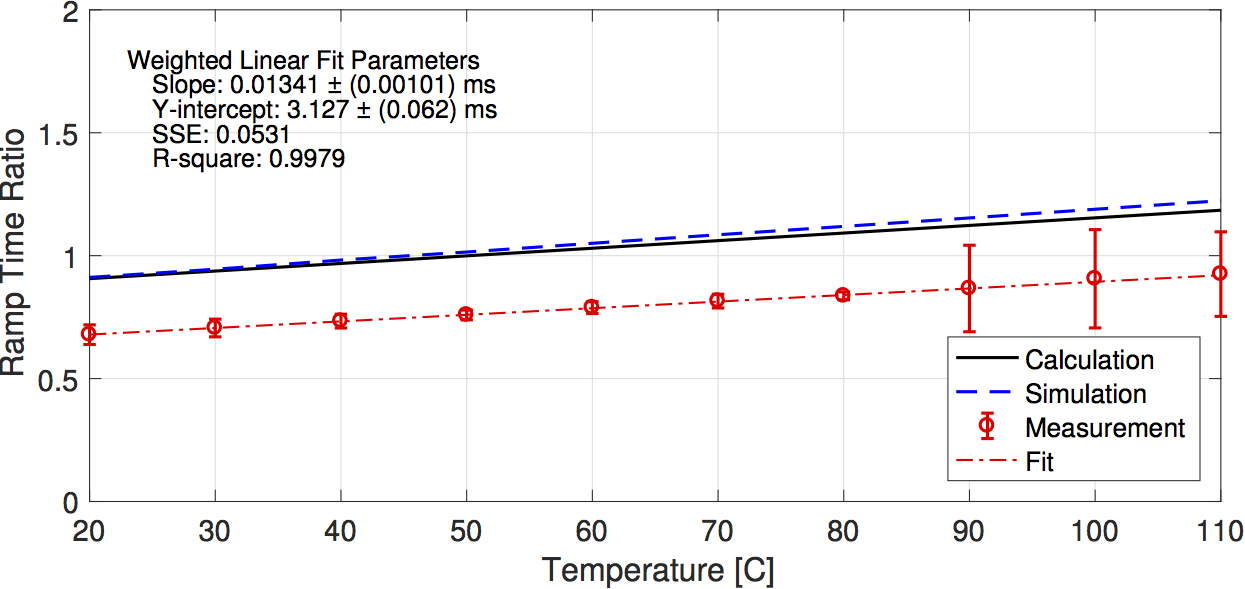 2
Weighted Linear Fit Parameters
Slope: 0.01341 ± (0.00101) ms
Y-intercept: 3.127 ± (0.062) ms
SSE: 0.0531
R-square: 0.9979
1.5
1
0.5
0
Ramp Time Ratio
Calculation
Simulation
Measurement
Fit
20 30 40 50 60 70 80 90 100 110
Temperature [C]